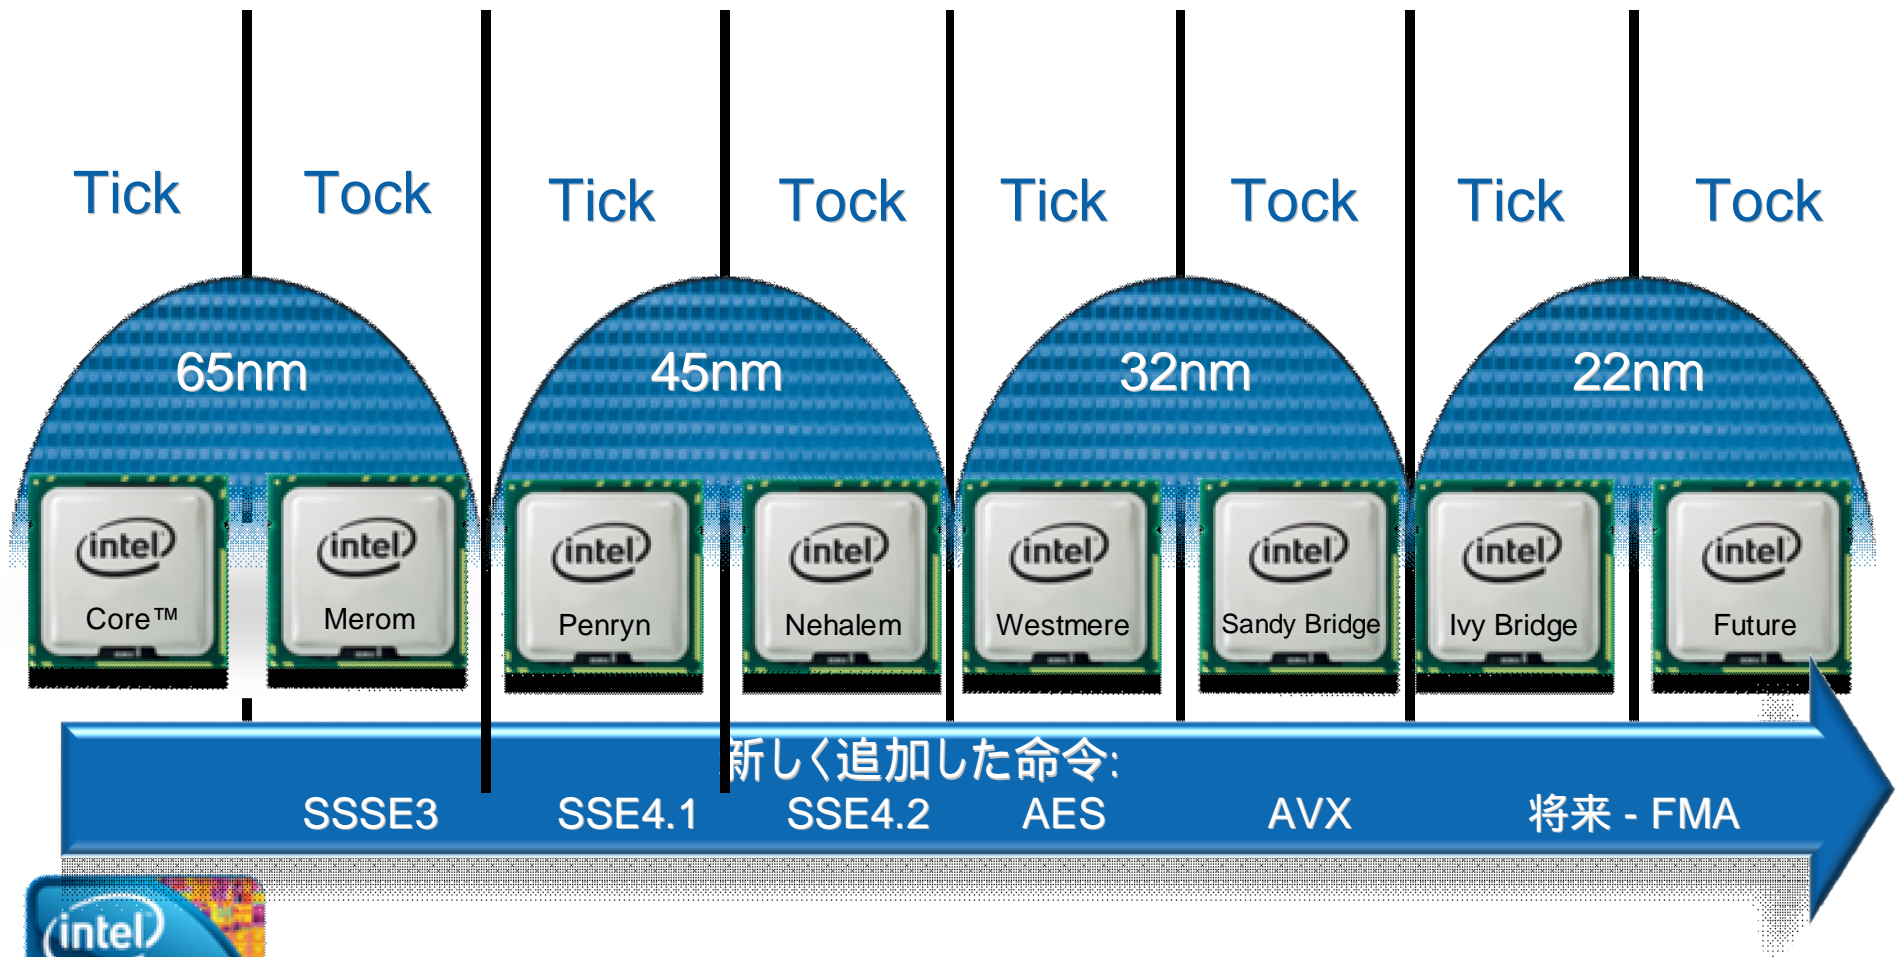 Tick Tock Tick Tock Tick Tock Tick Tock
65nm 45nm 32nm 22nm
intel intel intel intel intel intel intel intel
Core™ Merom Penryn Nehalem Westmere Sandy Bridge Ivy Bridge Future
新しく追加した命令:
SSSE3 SSE4.1 SSE4.2 AES AVX 将来 - FMA
intel